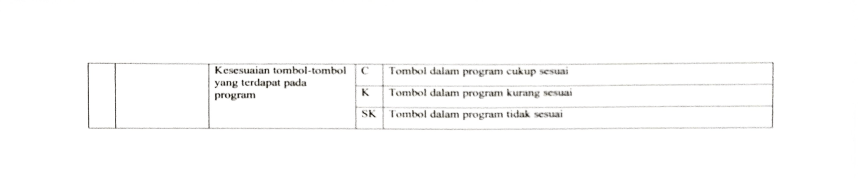 Kesesuaian tombol-tombol C Tombol dalam program cukup sesuai
yang terdapat pada
program
K Tombol dalam program kurang sesuai
SK Tombol dalam program tidak sesuai